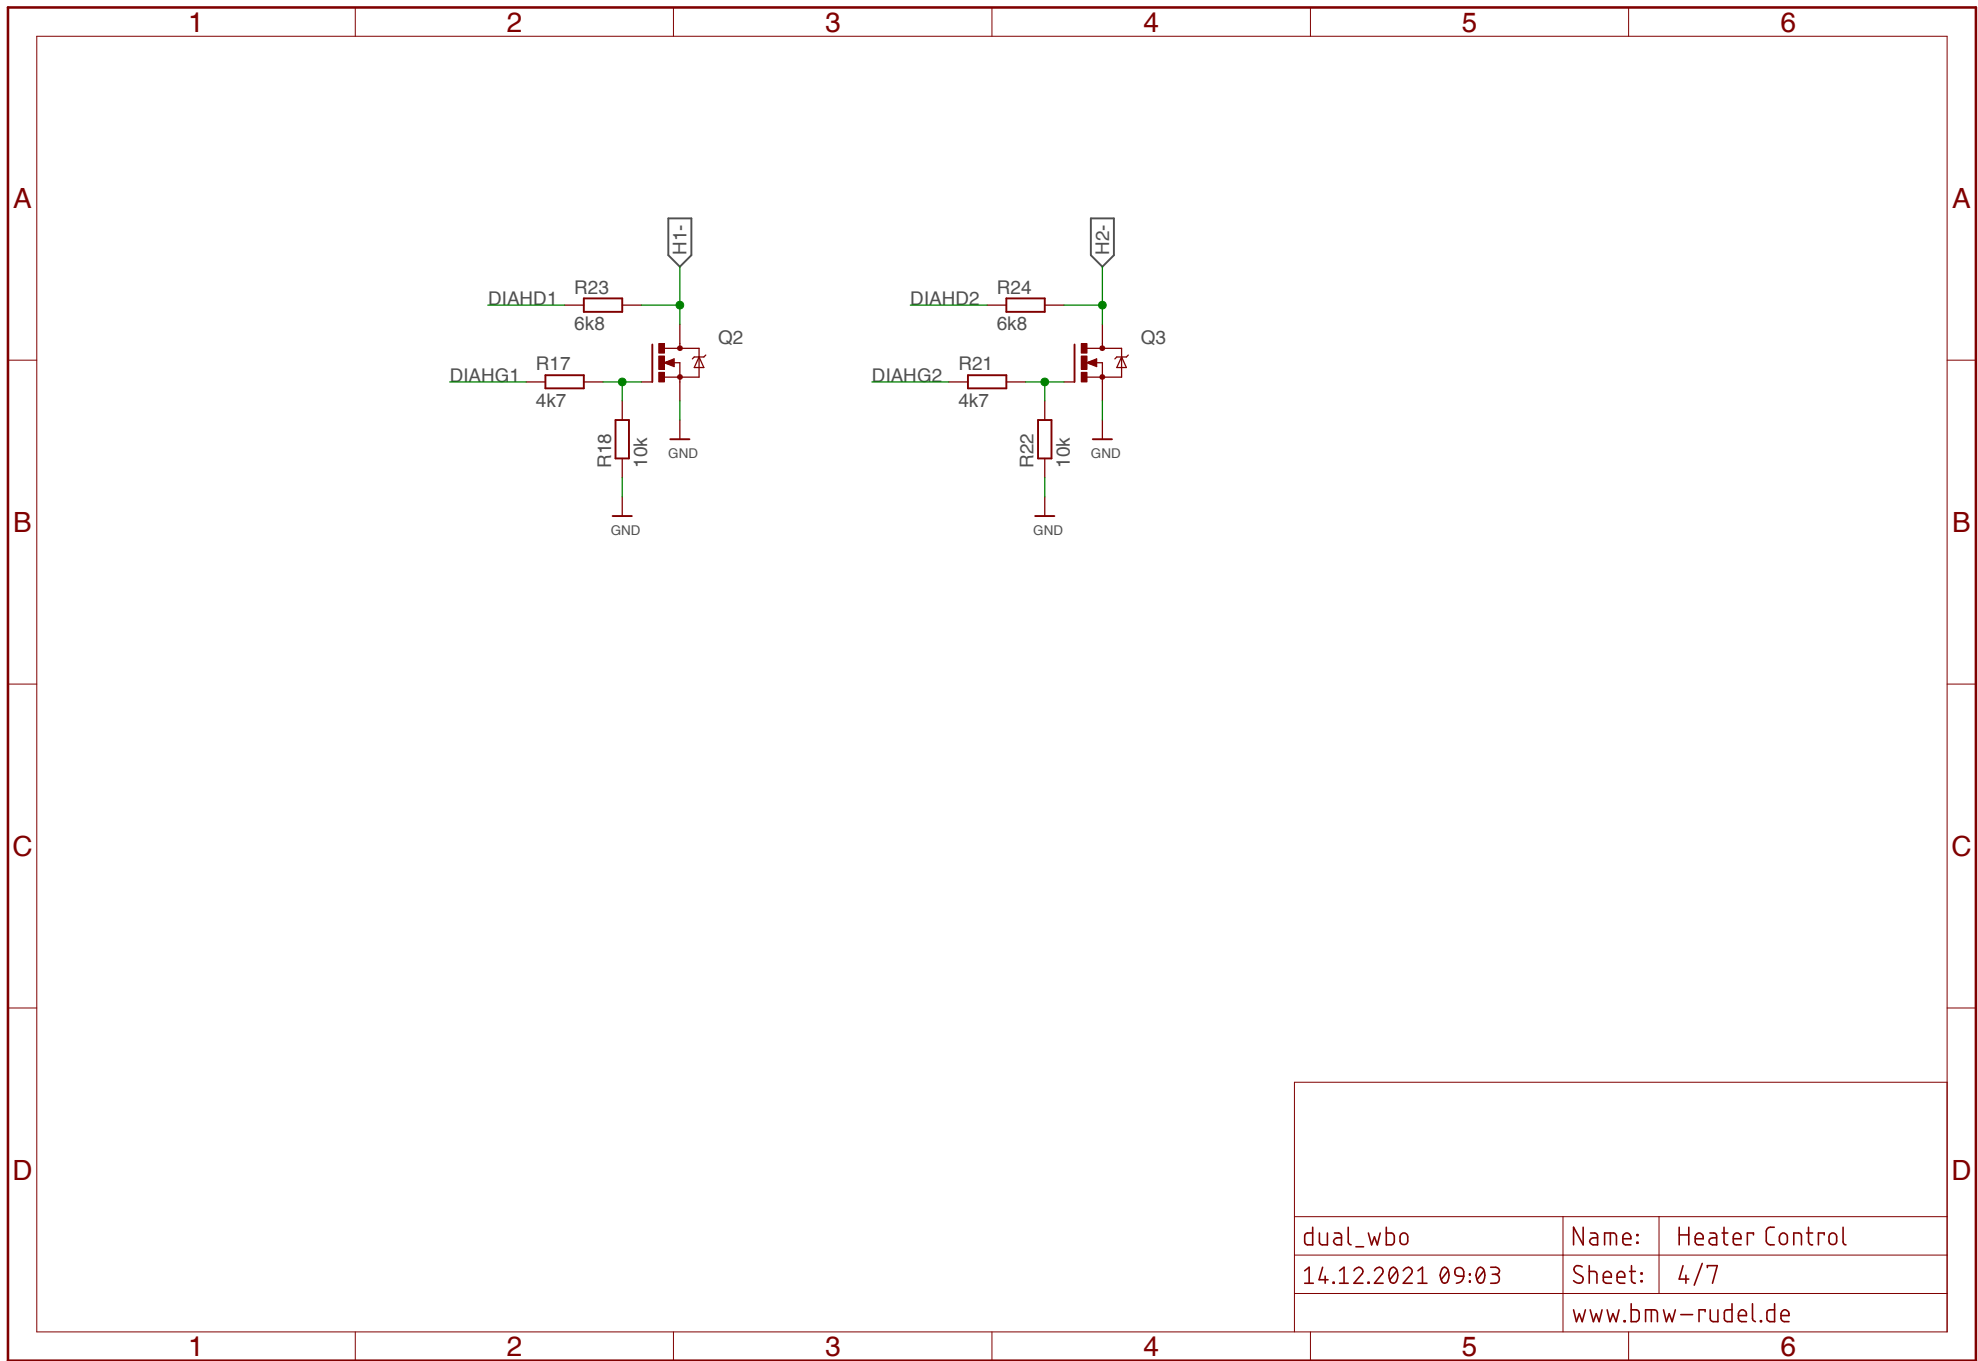 1 2 3 4 5 6
A A
H1- H2-
DIAHD1 R23 DIAHD2 R24
6k8 6k8
Q2 Q3
DIAHG1 R17 DIAHG2 R21
4k7 4k7
R18 10k GND R22 10k GND
GND GND
B B
C C
D D
dual_wbo Name: Heater Control
14.12.2021 09:03 Sheet: 4/7
www.bmw-rudel.de
1 2 3 4 5 6